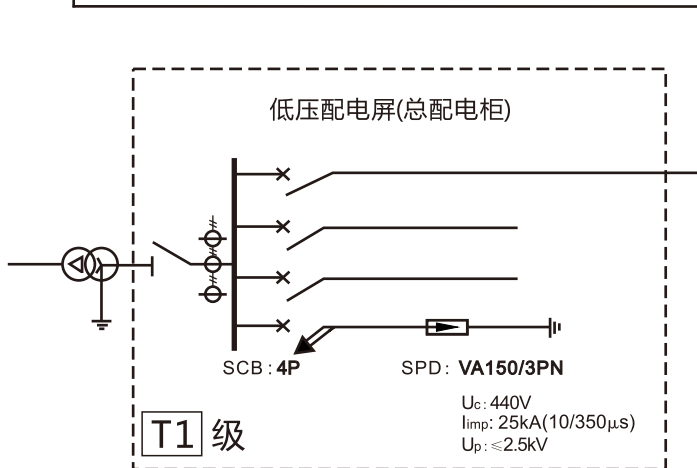 低压配电屏(总配电柜)
SCB : 4P
SPD : VA150/3PN
Uc : 440V
Iimp: 25kA(10/350μs)
Up : ≤2.5kV
T1 级